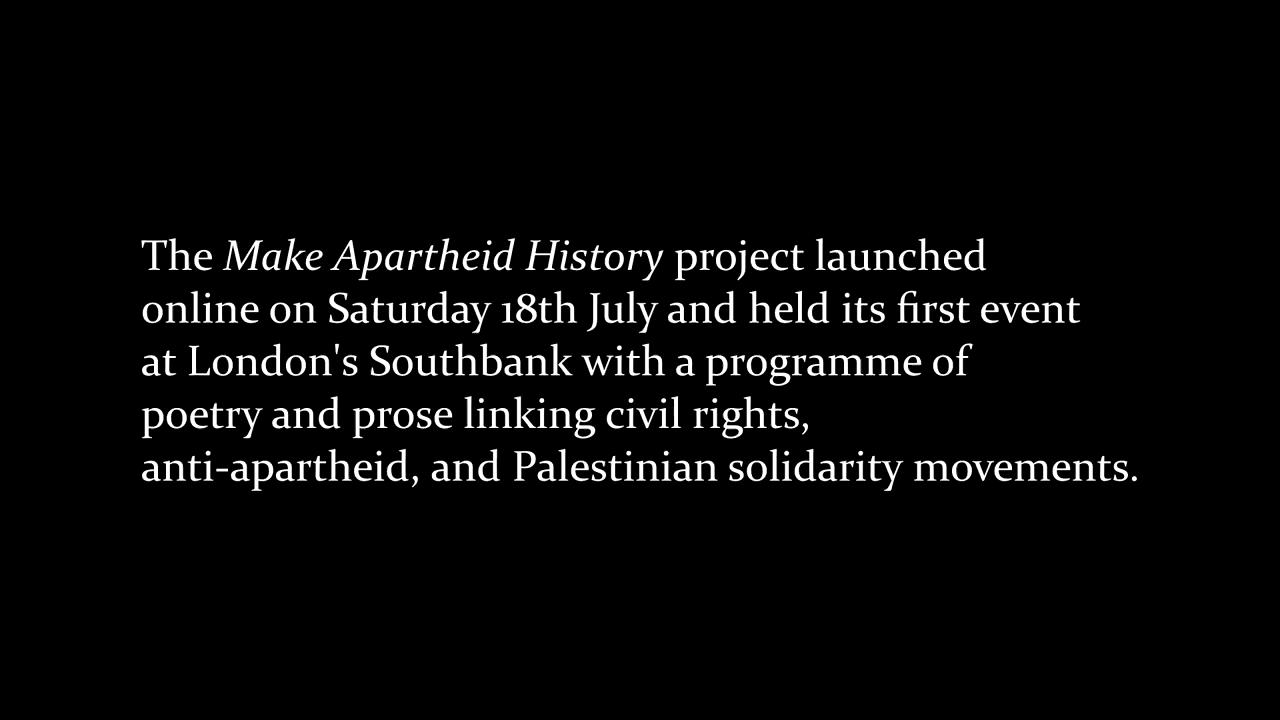 The Make Apartheid History project launched
online on Saturday 18th July and held its first event
at London's Southbank with a programme of
poetry and prose linking civil rights,
anti-apartheid, and Palestinian solidarity movements.